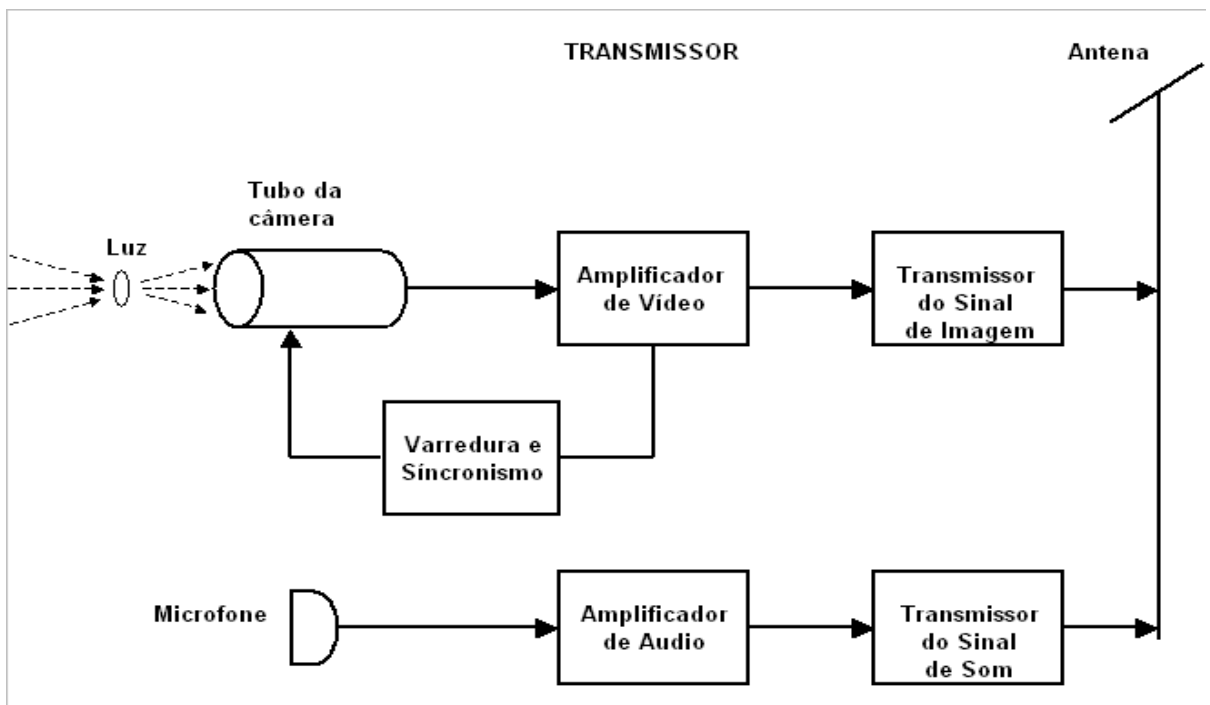 TRANSMISSOR
Antena
Tubo da
câmera
Luz
Amplificador
de Vídeo
Transmissor
do Sinal
de Imagem
Varredura e
Síncronismo
Microfone
Amplificador
de Audio
Transmissor
do Sinal
de Som